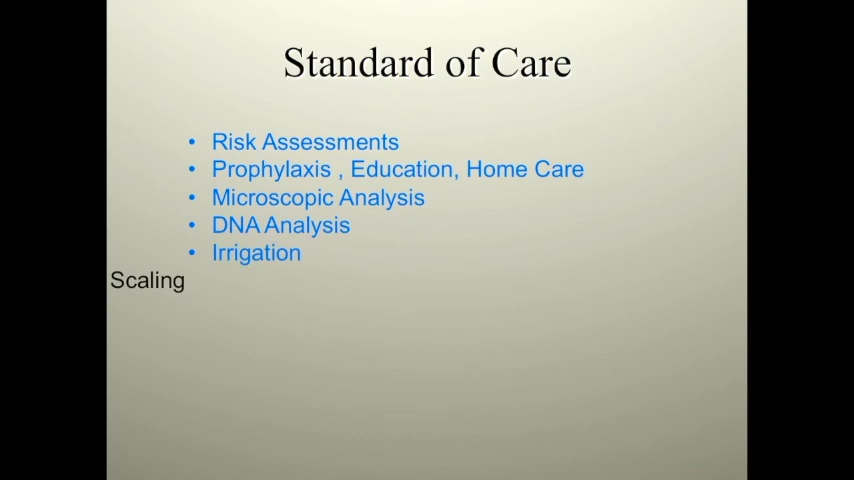 Standard of Care
• Risk Assessments
• Prophylaxis , Education, Home Care
• Microscopic Analysis
• DNA Analysis
• Irrigation
Scaling